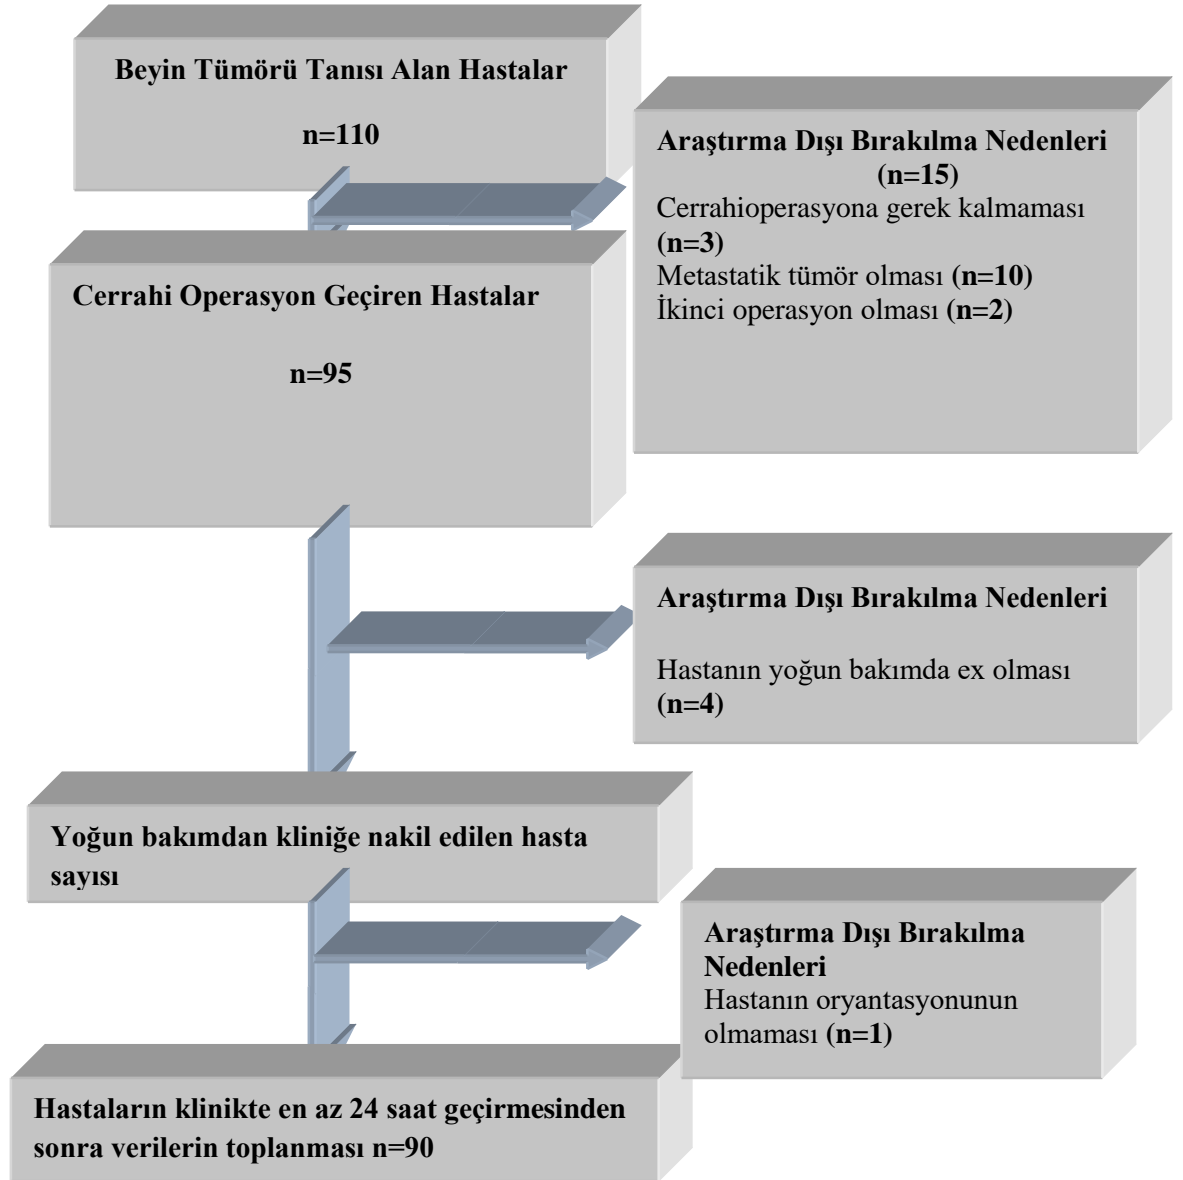 Beyin Tümörü Tanısı Alan Hastalar
n=110
Araştırma Dışı Bırakılma Nedenleri
(n=15)
Cerrahioperasyona gerek kalmaması
(n=3)
Metastatik tümör olması (n=10)
İkinci operasyon olması (n=2)
Cerrahi Operasyon Geçiren Hastalar
n=95
Araştırma Dışı Bırakılma Nedenleri
Hastanın yoğun bakımda ex olması
(n=4)
Yoğun bakımdan kliniğe nakil edilen hasta
sayısı
Araştırma Dışı Bırakılma
Nedenleri
Hastanın oryantasyonunun
olmaması (n=1)
Hastaların klinikte en az 24 saat geçirmesinden
sonra verilerin toplanması n=90